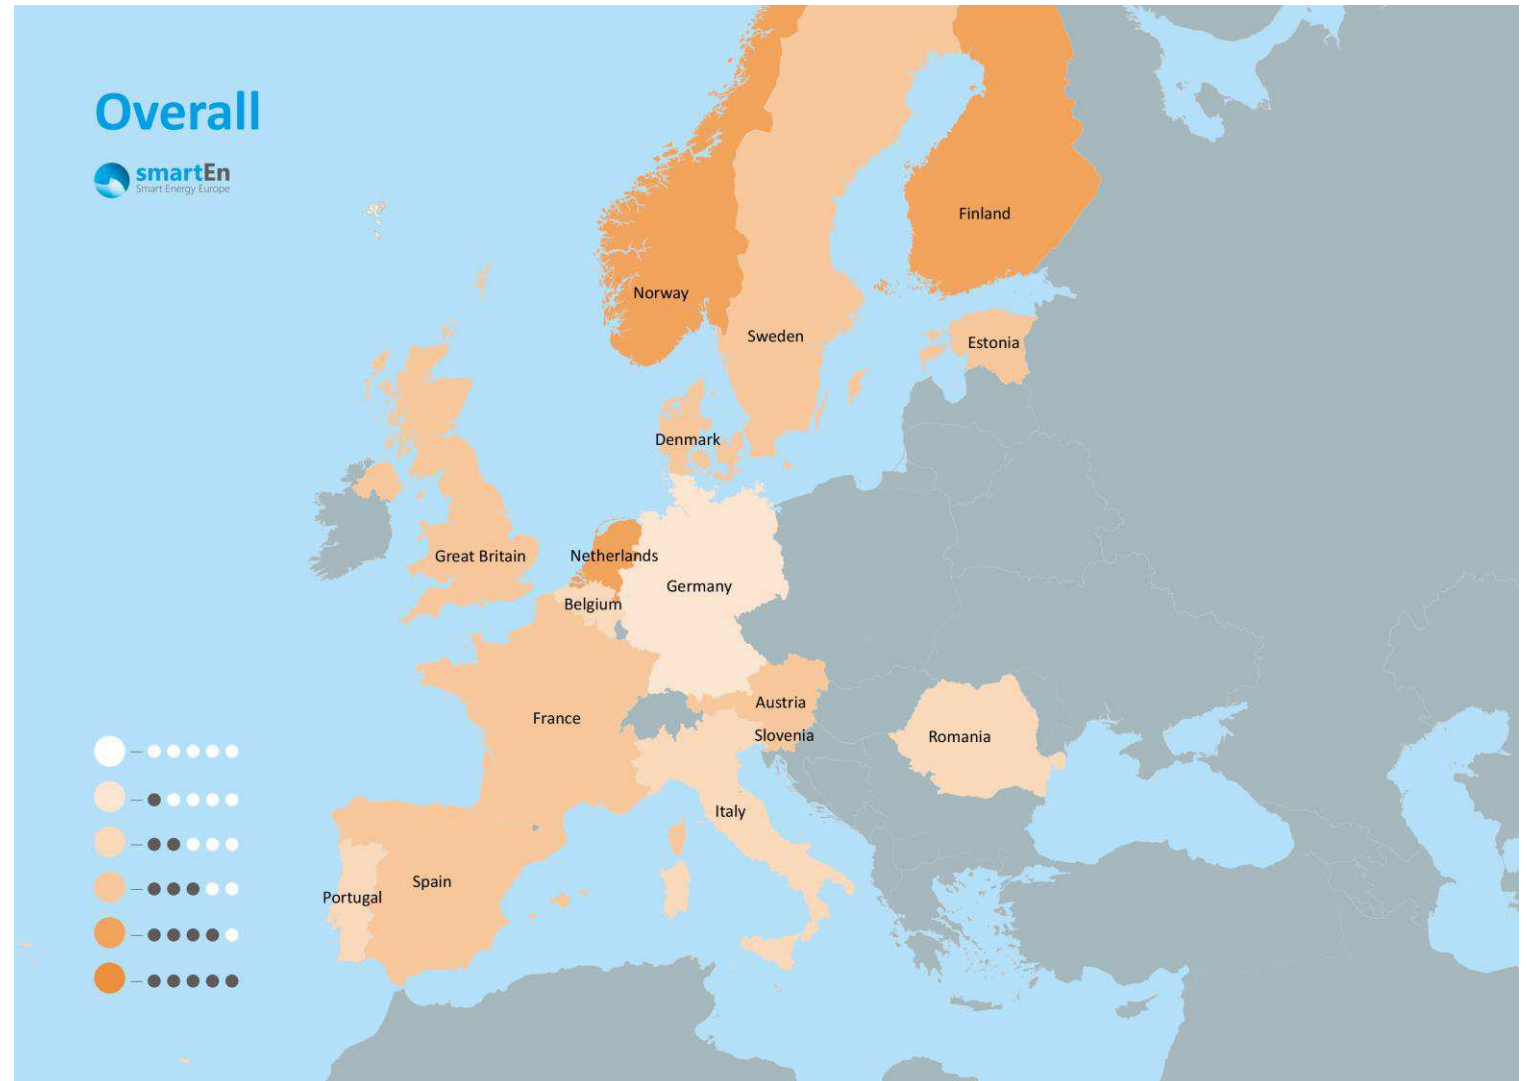 Overall
smartEn
Smart Energy Europe
Finland
Norway
Sweden
Estonia
Denmark
Great Britain
Netherlands
Germany
Belgium
Austria
France
Slovenia
Romania
Italy
Spain
Portugal